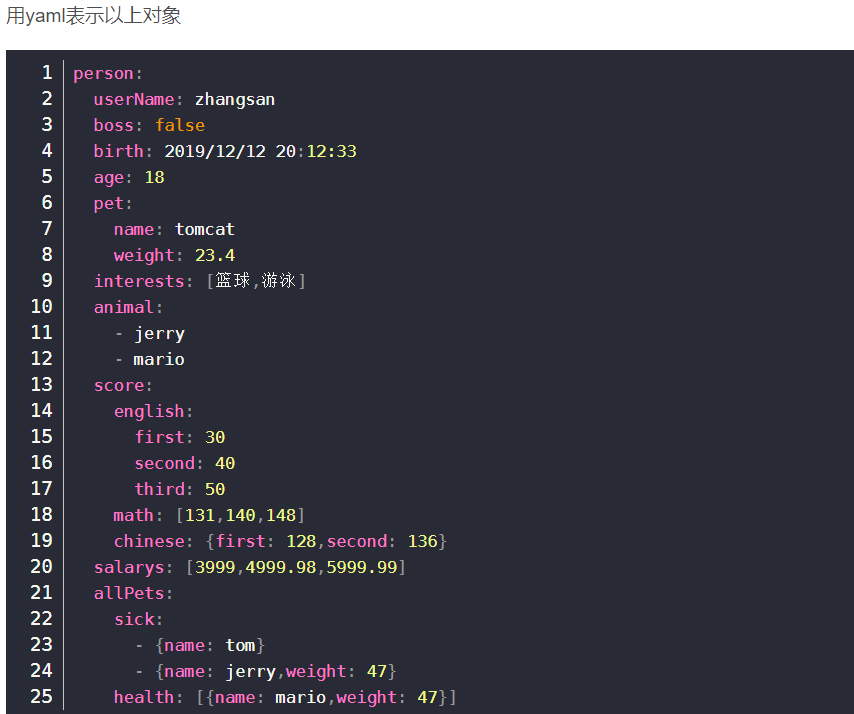 用yaml表示以上对象
1 person:
2   userName: zhangsan
3   boss: false
4   birth: 2019/12/12 20:12:33
5   age: 18
6   pet:
7     name: tomcat
8     weight: 23.4
9   interests: [篮球,游泳]
10   animal:
11     - jerry
12     - mario
13   score:
14     english:
15       first: 30
16       second: 40
17       third: 50
18     math: [131,140,148]
19     chinese: {first: 128,second: 136}
20   salarys: [3999,4999.98,5999.99]
21   allPets:
22     sick:
23       - {name: tom}
24       - {name: jerry,weight: 47}
25     health: [{name: mario,weight: 47}]